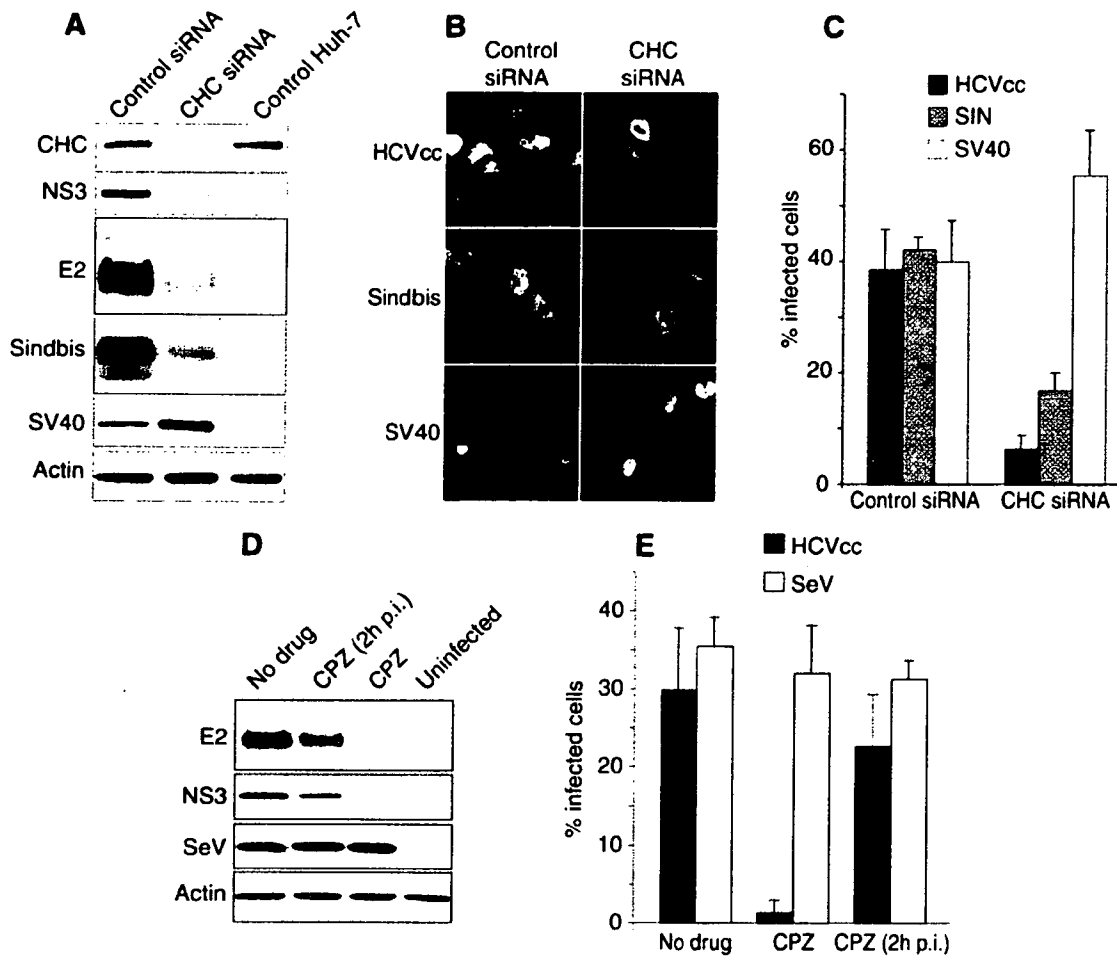 A
Control siRNA
CHC siRNA
Control Huh-7
CHC
NS3
E2
Sindbis
SV40
Actin
B
Control
siRNA
CHC
siRNA
HCVcc
Sindbis
SV40
C
HCVcc
SIN
SV40
% infected cells
60
40
20
0
Control siRNA
CHC siRNA
D
No drug
CPZ (2h p.i.)
CPZ
Uninfected
E2
NS3
SeV
Actin
E
HCVcc
SeV
% infected cells
40
30
20
10
0
No drug
CPZ
CPZ (2h p.i.)